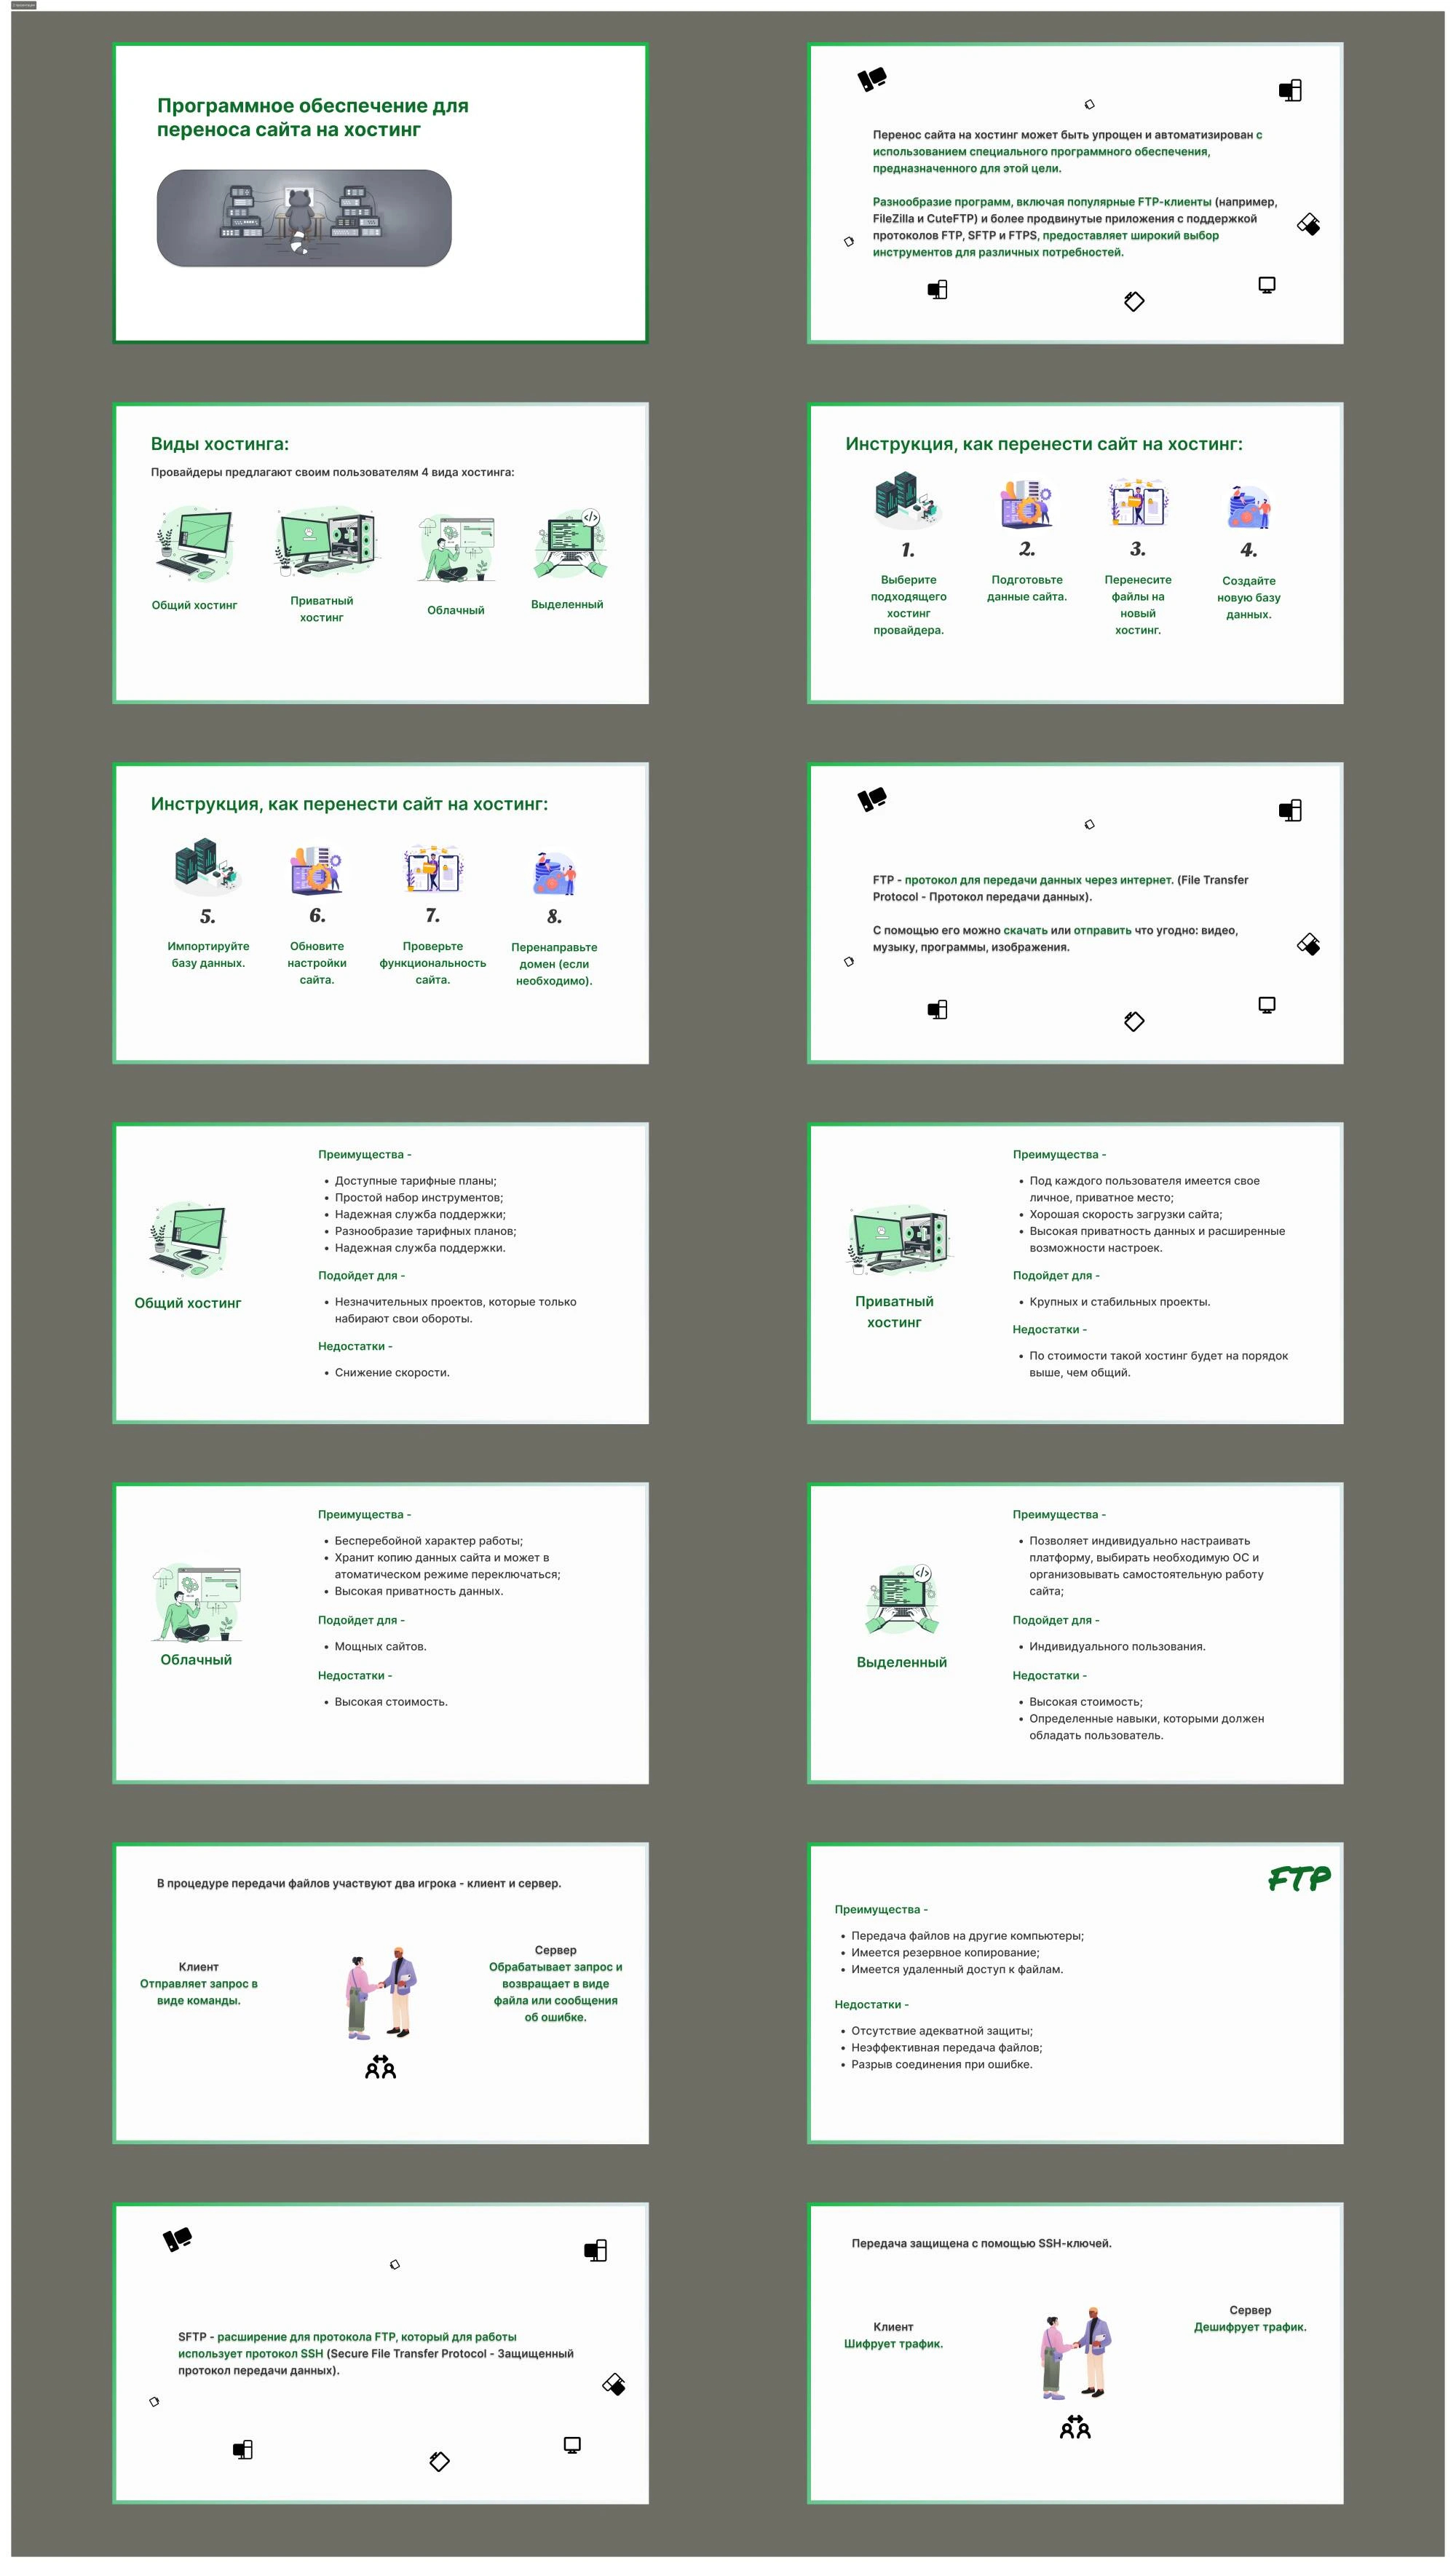 Программное обеспечение для
переноса сайта на хостинг
Перенос сайта на хостинг может быть упрощен и автоматизирован с
использованием специального программного обеспечения,
предназначенного для этой цели.
Разнообразие программ, включая популярные FTP-клиенты (например,
FileZilla и CuteFTP) и более продвинутые приложения с поддержкой
протоколов FTP, SFTP и FTPS, предоставляет широкий выбор
инструментов для различных потребностей.
Виды хостинга:
Провайдеры предлагают своим пользователям 4 вида хостинга:
</>
Общий хостинг
Приватный
хостинг
Облачный
Выделенный
Инструкция, как перенести сайт на хостинг:
1.
Выберите
подходящего
хостинг
провайдера.
2.
Подготовьте
данные сайта.
3.
Перенесите
файлы на
новый
хостинг.
4.
Создайте
новую базу
данных.
Инструкция, как перенести сайт на хостинг:
5.
Импортируйте
базу данных.
6.
Обновите
настройки
сайта.
7.
Проверьте
функциональность
сайта.
8.
Перенаправьте
домен (если
необходимо).
FTP - протокол для передачи данных через интернет. (File Transfer
Protocol - Протокол передачи данных).
С помощью его можно скачать или отправить что угодно: видео,
музыку, программы, изображения.
Общий хостинг
Преимущества -
• Доступные тарифные планы;
• Простой набор инструментов;
• Надежная служба поддержки;
• Разнообразие тарифных планов;
• Надежная служба поддержки.
Подойдет для -
• Незначительных проектов, которые только
набирают свои обороты.
Недостатки -
• Снижение скорости.
Приватный
хостинг
Преимущества -
• Под каждого пользователя имеется свое
личное, приватное место;
• Хорошая скорость загрузки сайта;
• Высокая приватность данных и расширенные
возможности настроек.
Подойдет для -
• Крупных и стабильных проекты.
Недостатки -
• По стоимости такой хостинг будет на порядок
выше, чем общий.
Облачный
Преимущества -
• Бесперебойной характер работы;
• Хранит копию данных сайта и может в
атоматическом режиме переключаться;
• Высокая приватность данных.
Подойдет для -
• Мощных сайтов.
Недостатки -
• Высокая стоимость.
</>
Выделенный
Преимущества -
• Позволяет индивидуально настраивать
платформу, выбирать необходимую ОС и
организовывать самостоятельную работу
сайта;
Подойдет для -
• Индивидуального пользования.
Недостатки -
• Высокая стоимость;
• Определенные навыки, которыми должен
обладать пользователь.
В процедуре передачи файлов участвуют два игрока - клиент и сервер.
Клиент
Отправляет запрос в
виде команды.
Сервер
Обрабатывает запрос и
возвращает в виде
файла или сообщения
об ошибке.
FTP
Преимущества -
• Передача файлов на другие компьютеры;
• Имеется резервное копирование;
• Имеется удаленный доступ к файлам.
Недостатки -
• Отсутствие адекватной защиты;
• Неэффективная передача файлов;
• Разрыв соединения при ошибке.
SFTP - расширение для протокола FTP, который для работы
использует протокол SSH (Secure File Transfer Protocol - Защищенный
протокол передачи данных).
Передача защищена с помощью SSH-ключей.
Клиент
Шифрует трафик.
Сервер
Дешифрует трафик.